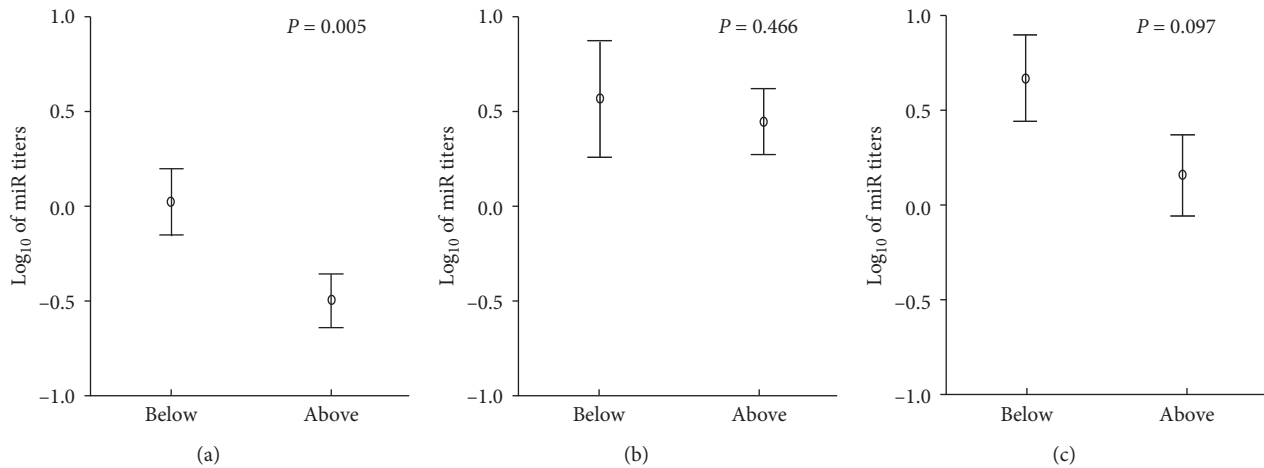 1.0
P = 0.005
0.5
0.0
−0.5
−1.0
Log10 of miR titers
Below
Above
(a)
1.0
P = 0.466
0.5
0.0
−0.5
−1.0
Log10 of miR titers
Below
Above
(b)
1.0
P = 0.097
0.5
0.0
−0.5
−1.0
Log10 of miR titers
Below
Above
(c)